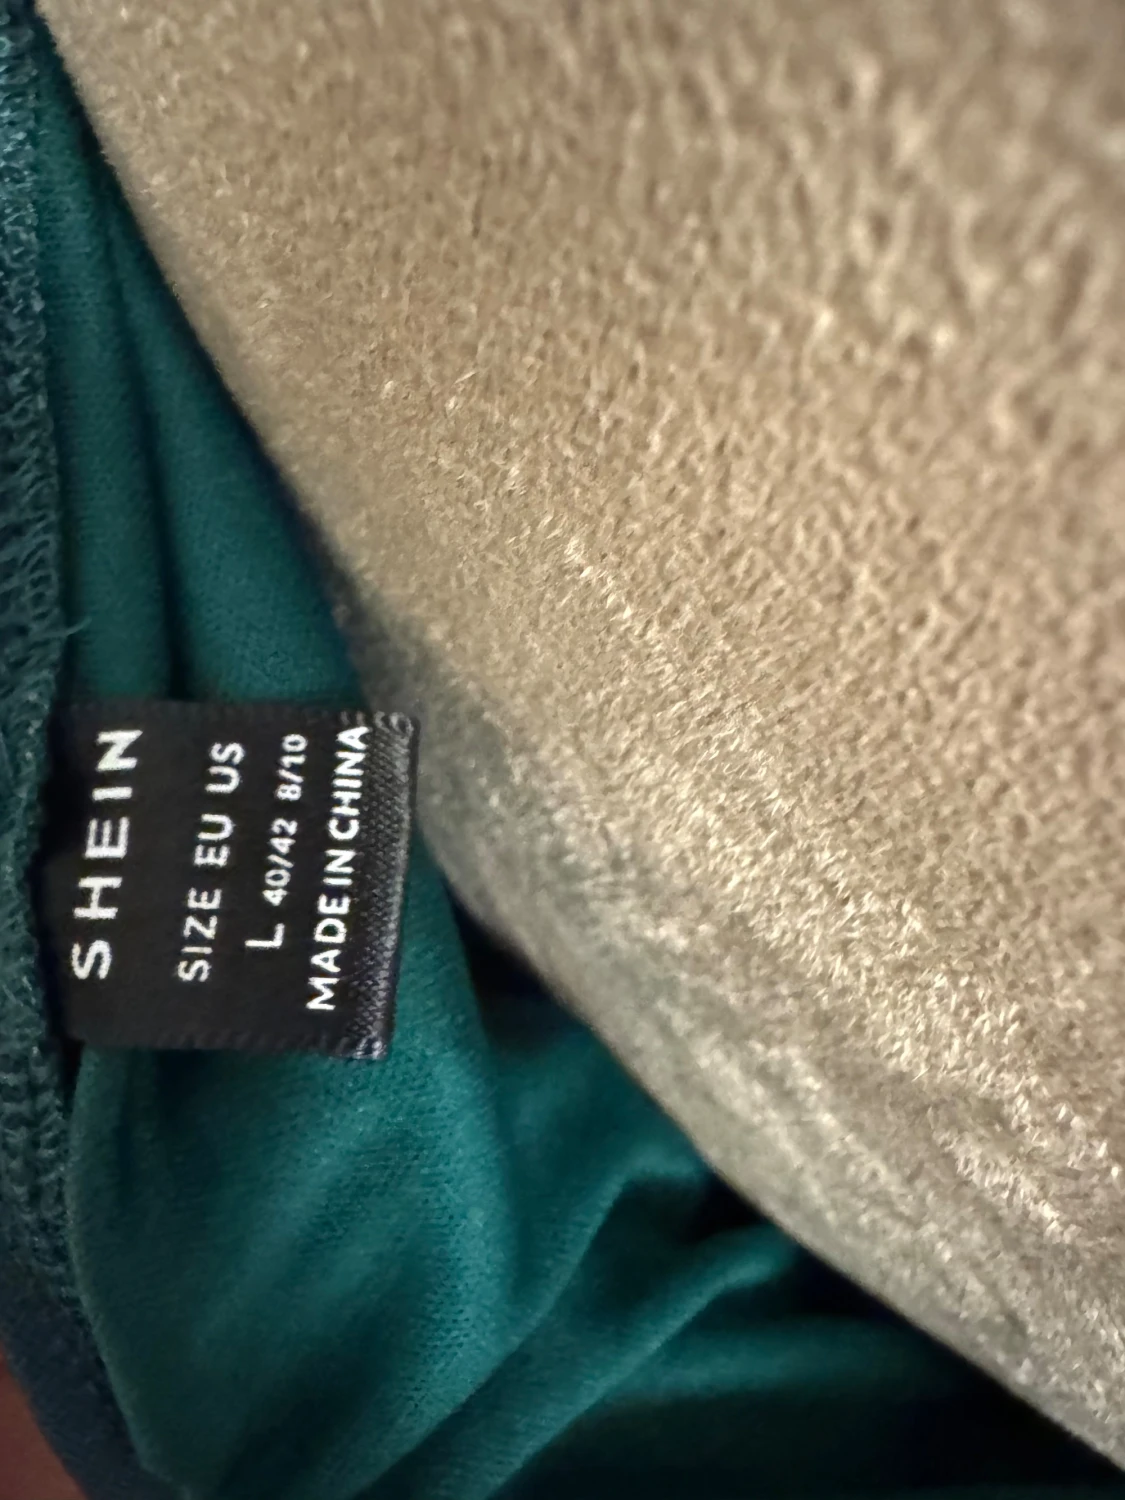 SHEIN
SIZE EU US
L 40/42 8/10
MADE IN CHINA